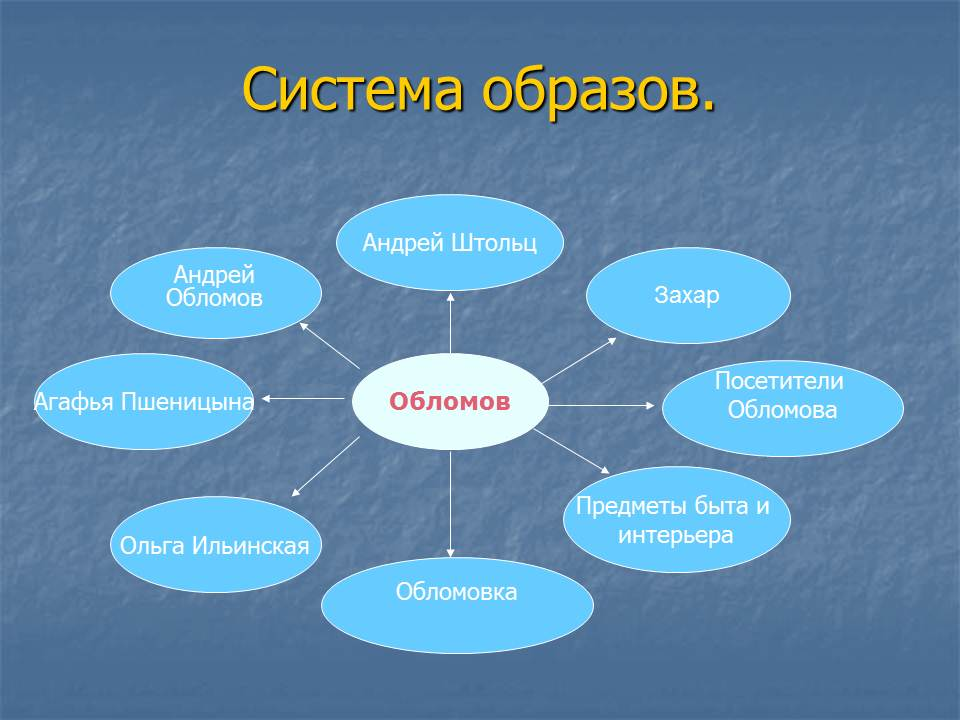 Система образов.
Андрей Штольц
Андрей
Обломов
Захар
Агафья Пшеницына
Обломов
Посетители
Обломова
Ольга Ильинская
Предметы быта и
интерьера
Обломовка